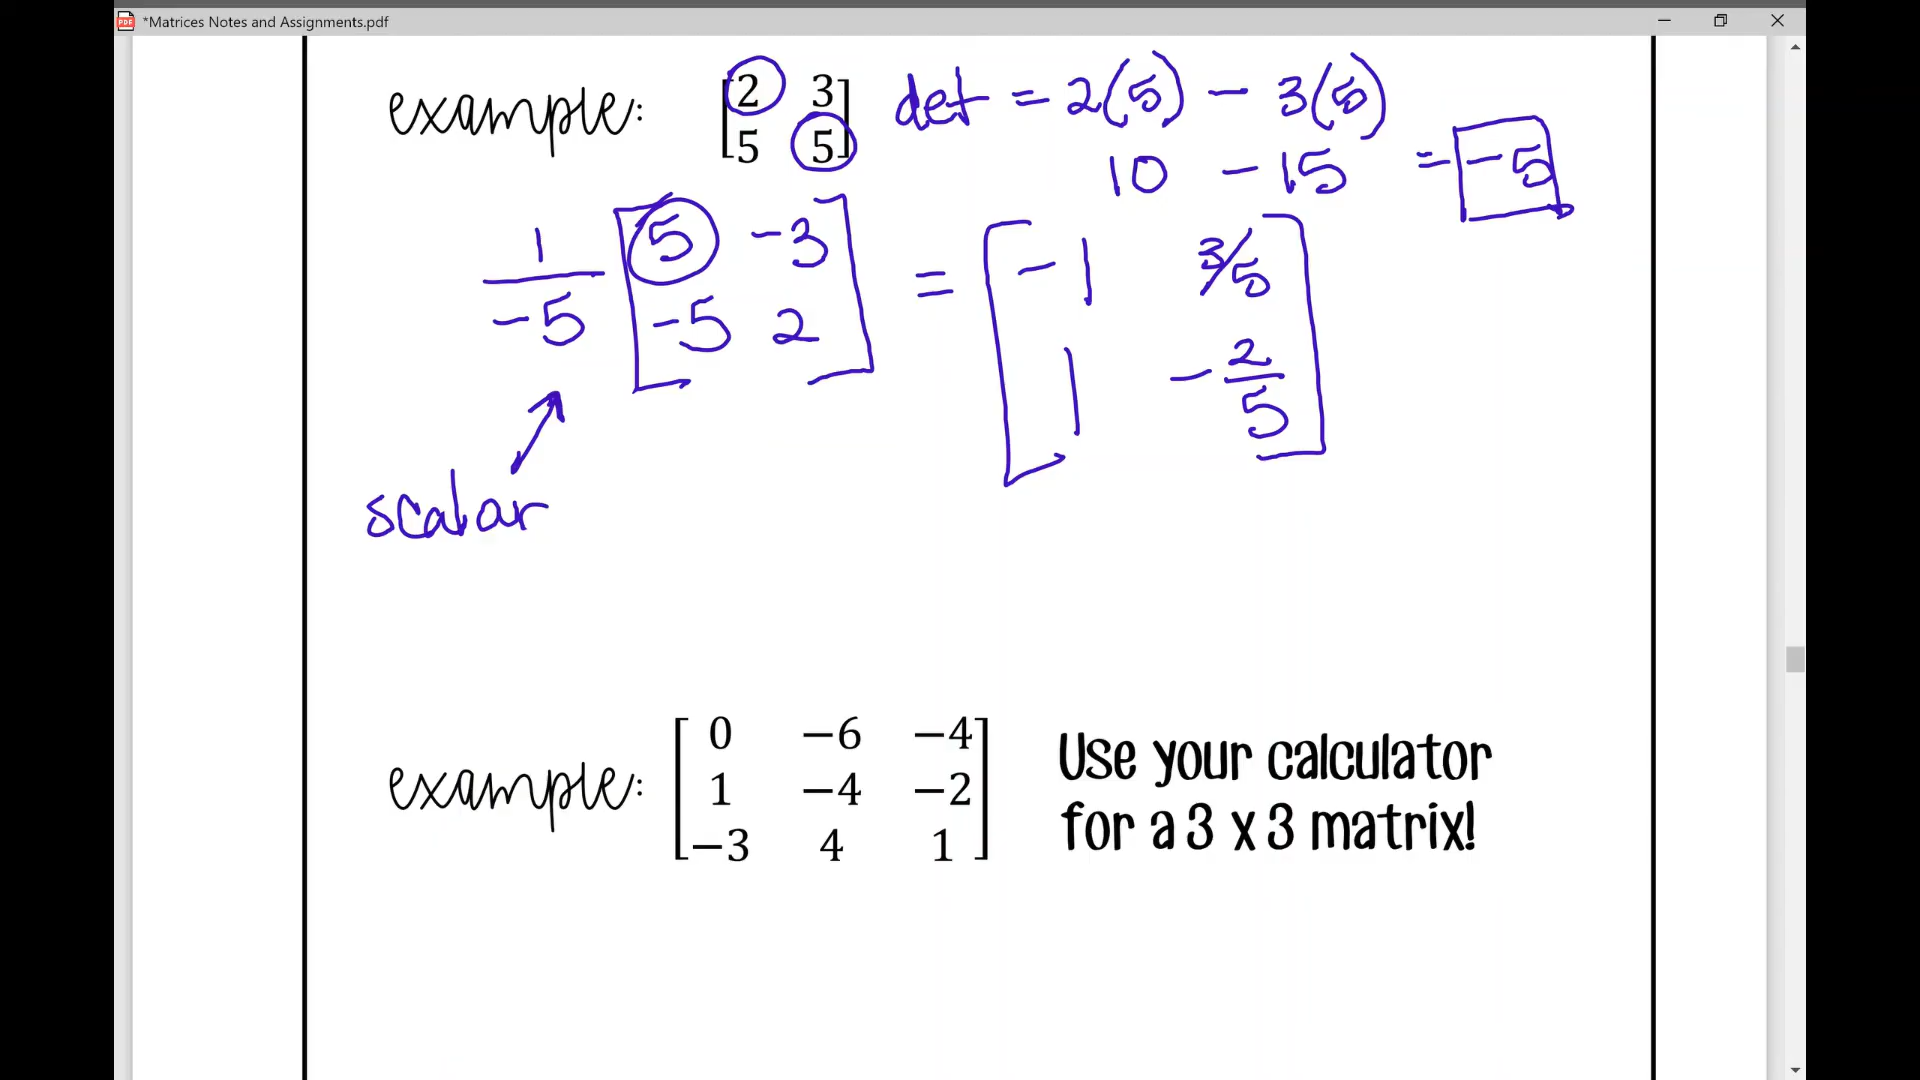 *Matrices Notes and Assignments.pdf
example: [2 3 det = 2(5) - 3(5)
5 5] 10 - 15 = -5
1/-5 [5 -3 = [-1 3/5
-5 2] 1 -2/5]
scalar
example: [0 −6 −4
1 −4 −2
−3 4 1]
Use your calculator
for a 3 x 3 matrix!